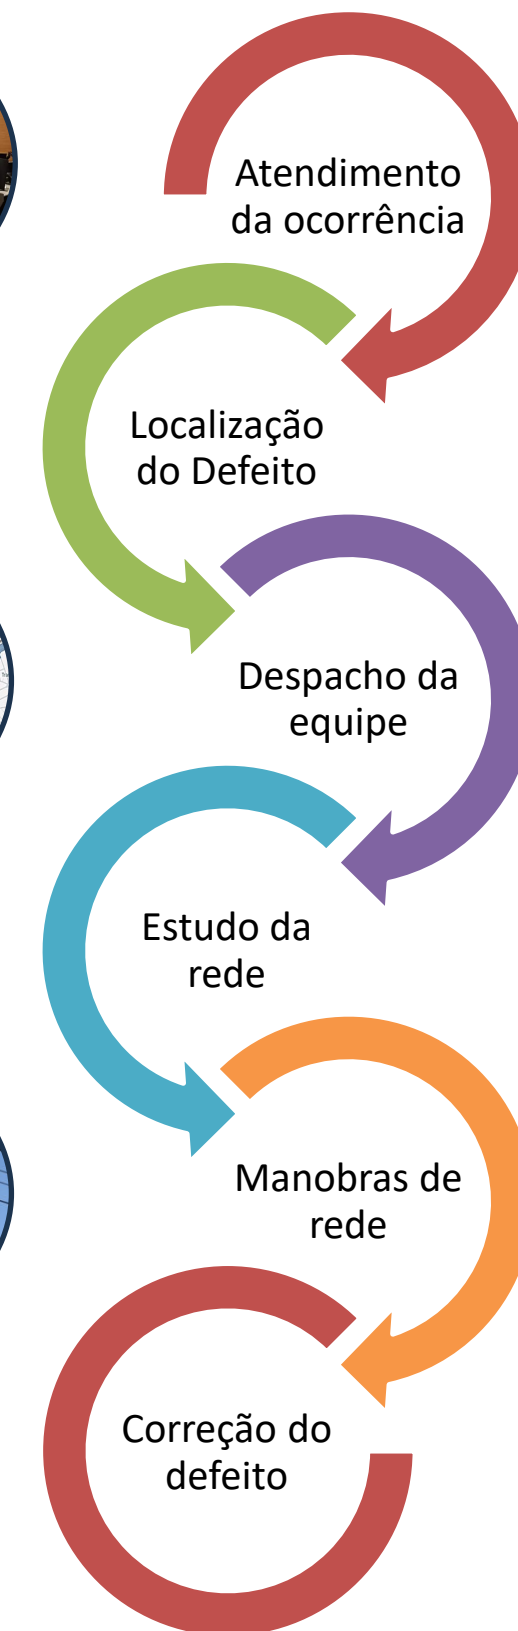 Atendimento
da ocorrência
Localização
do Defeito
Despacho da
equipe
Estudo da
rede
Manobras de
rede
Correção do
defeito